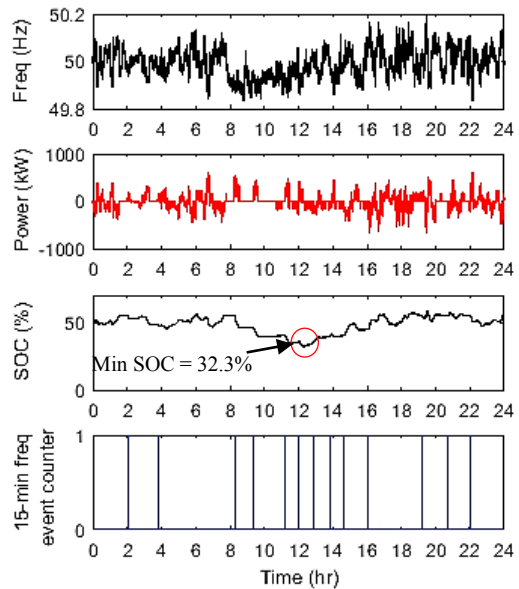 50.2
50
49.8
Freq (Hz)
0 2 4 6 8 10 12 14 16 18 20 22 24
1000
0
-1000
Power (kW)
0 2 4 6 8 10 12 14 16 18 20 22 24
50
0
SOC (%)
Min SOC = 32.3%
0 2 4 6 8 10 12 14 16 18 20 22 24
1
0
15-min freq
event counter
0 2 4 6 8 10 12 14 16 18 20 22 24
Time (hr)